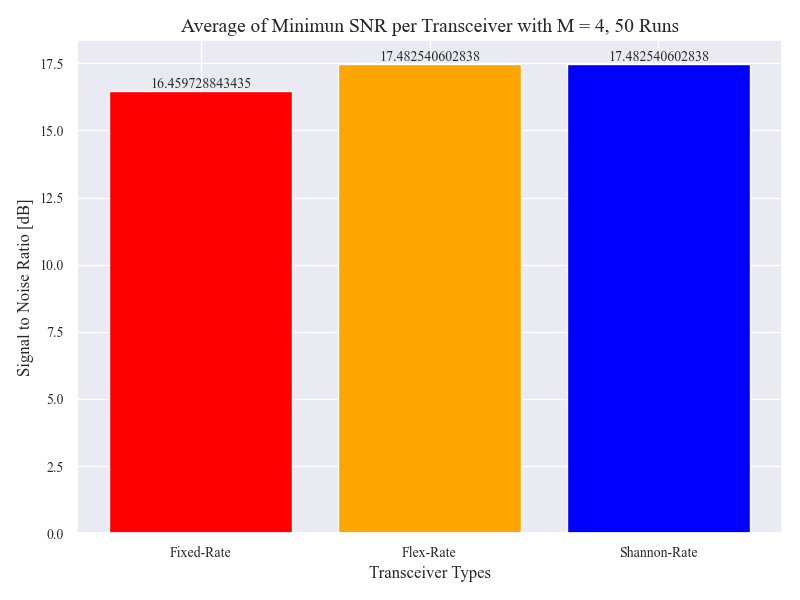 Average of Minimun SNR per Transceiver with M = 4, 50 Runs
17.482540602838
17.482540602838
17.5
16.459728843435
15.0
12.5
Signal to Noise Ratio [dB]
10.0
7.5
5.0
2.5
0.0
Fixed-Rate
Flex-Rate
Shannon-Rate
Transceiver Types